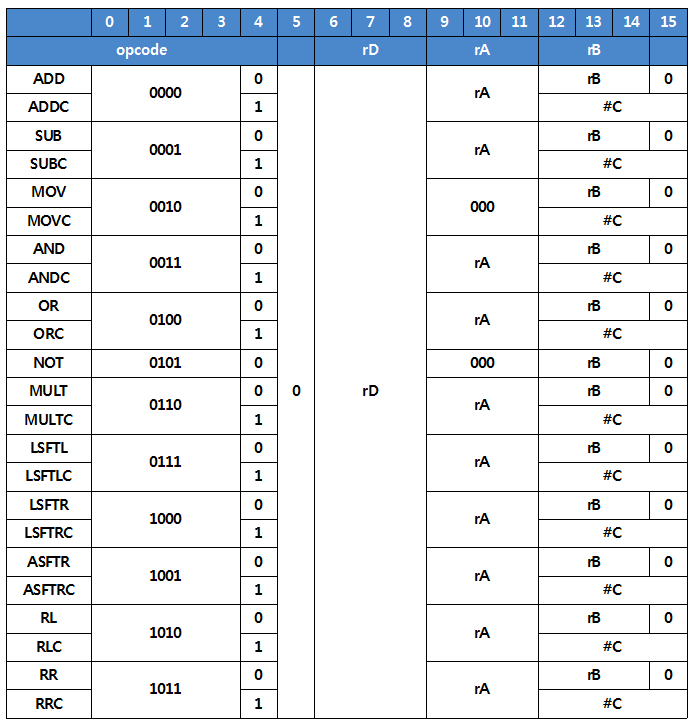 0 1 2 3 4 5 6 7 8 9 10 11 12 13 14 15
opcode rD rA rB
ADD 0000 0 0 rD rA rB 0
ADDC 1 #C
SUB 0001 0 rA rB 0
SUBC 1 #C
MOV 0010 0 000 rB 0
MOVC 1 #C
AND 0011 0 rA rB 0
ANDC 1 #C
OR 0100 0 rA rB 0
ORC 1 #C
NOT 0101 0 000 rB 0
MULT 0110 0 rA rB 0
MULTC 1 #C
LSFTL 0111 0 rA rB 0
LSFTLC 1 #C
LSFTR 1000 0 rA rB 0
LSFTRC 1 #C
ASFTR 1001 0 rA rB 0
ASFTRC 1 #C
RL 1010 0 rA rB 0
RLC 1 #C
RR 1011 0 rA rB 0
RRC 1 #C